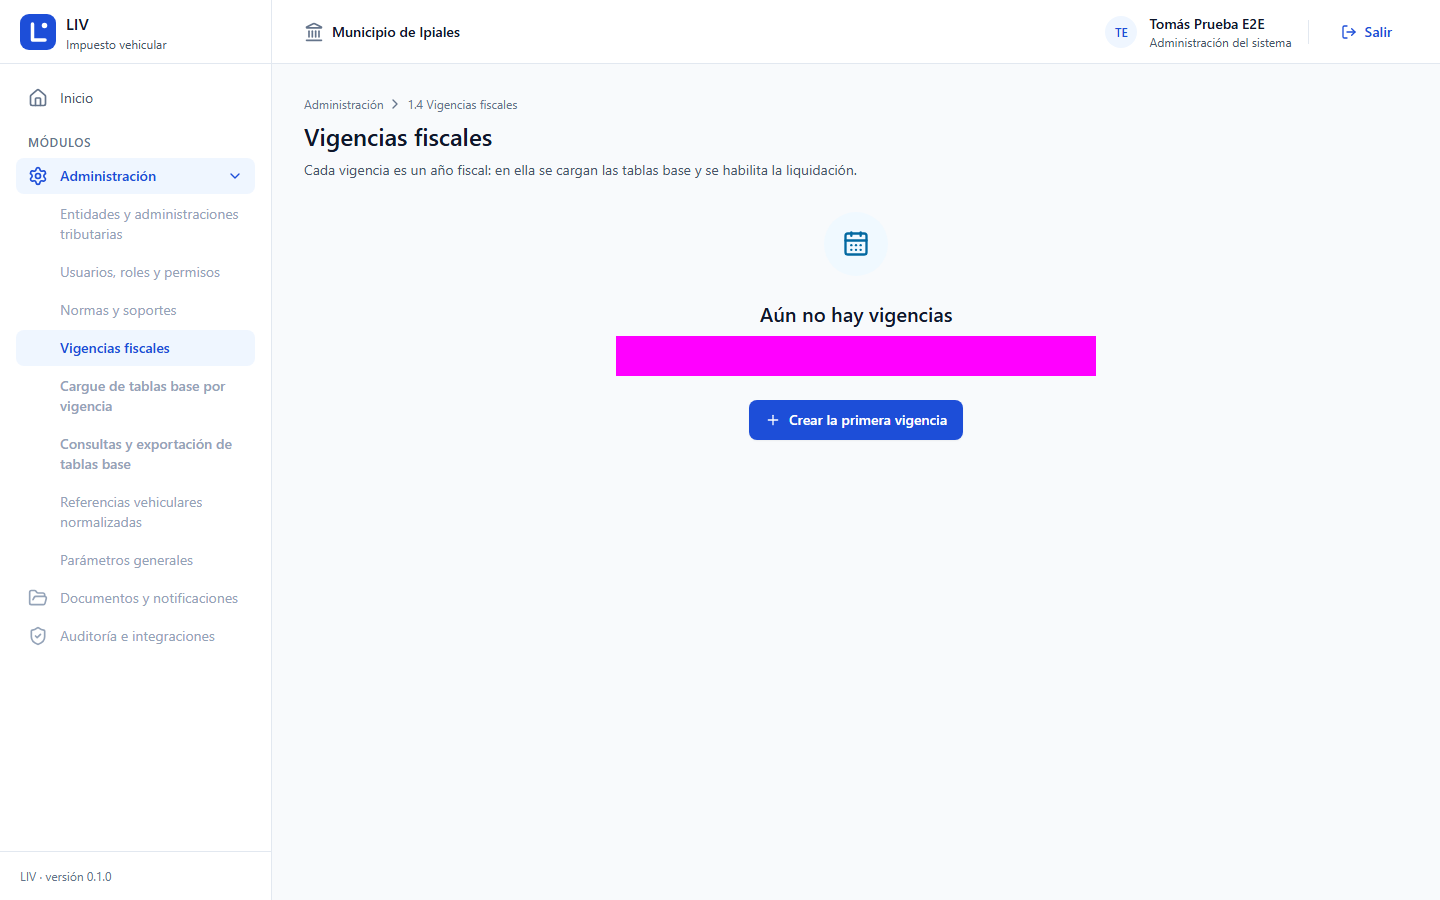 LIV
Impuesto vehicular
Municipio de Ipiales
TE
Tomás Prueba E2E
Administración del sistema
Salir
Inicio
MÓDULOS
Administración
Entidades y administraciones
tributarias
Usuarios, roles y permisos
Normas y soportes
Vigencias fiscales
Cargue de tablas base por
vigencia
Consultas y exportación de
tablas base
Referencias vehiculares
normalizadas
Parámetros generales
Documentos y notificaciones
Auditoría e integraciones
LIV · versión 0.1.0
Administración
1.4 Vigencias fiscales
Vigencias fiscales
Cada vigencia es un año fiscal: en ella se cargan las tablas base y se habilita la liquidación.
Aún no hay vigencias
Crear la primera vigencia